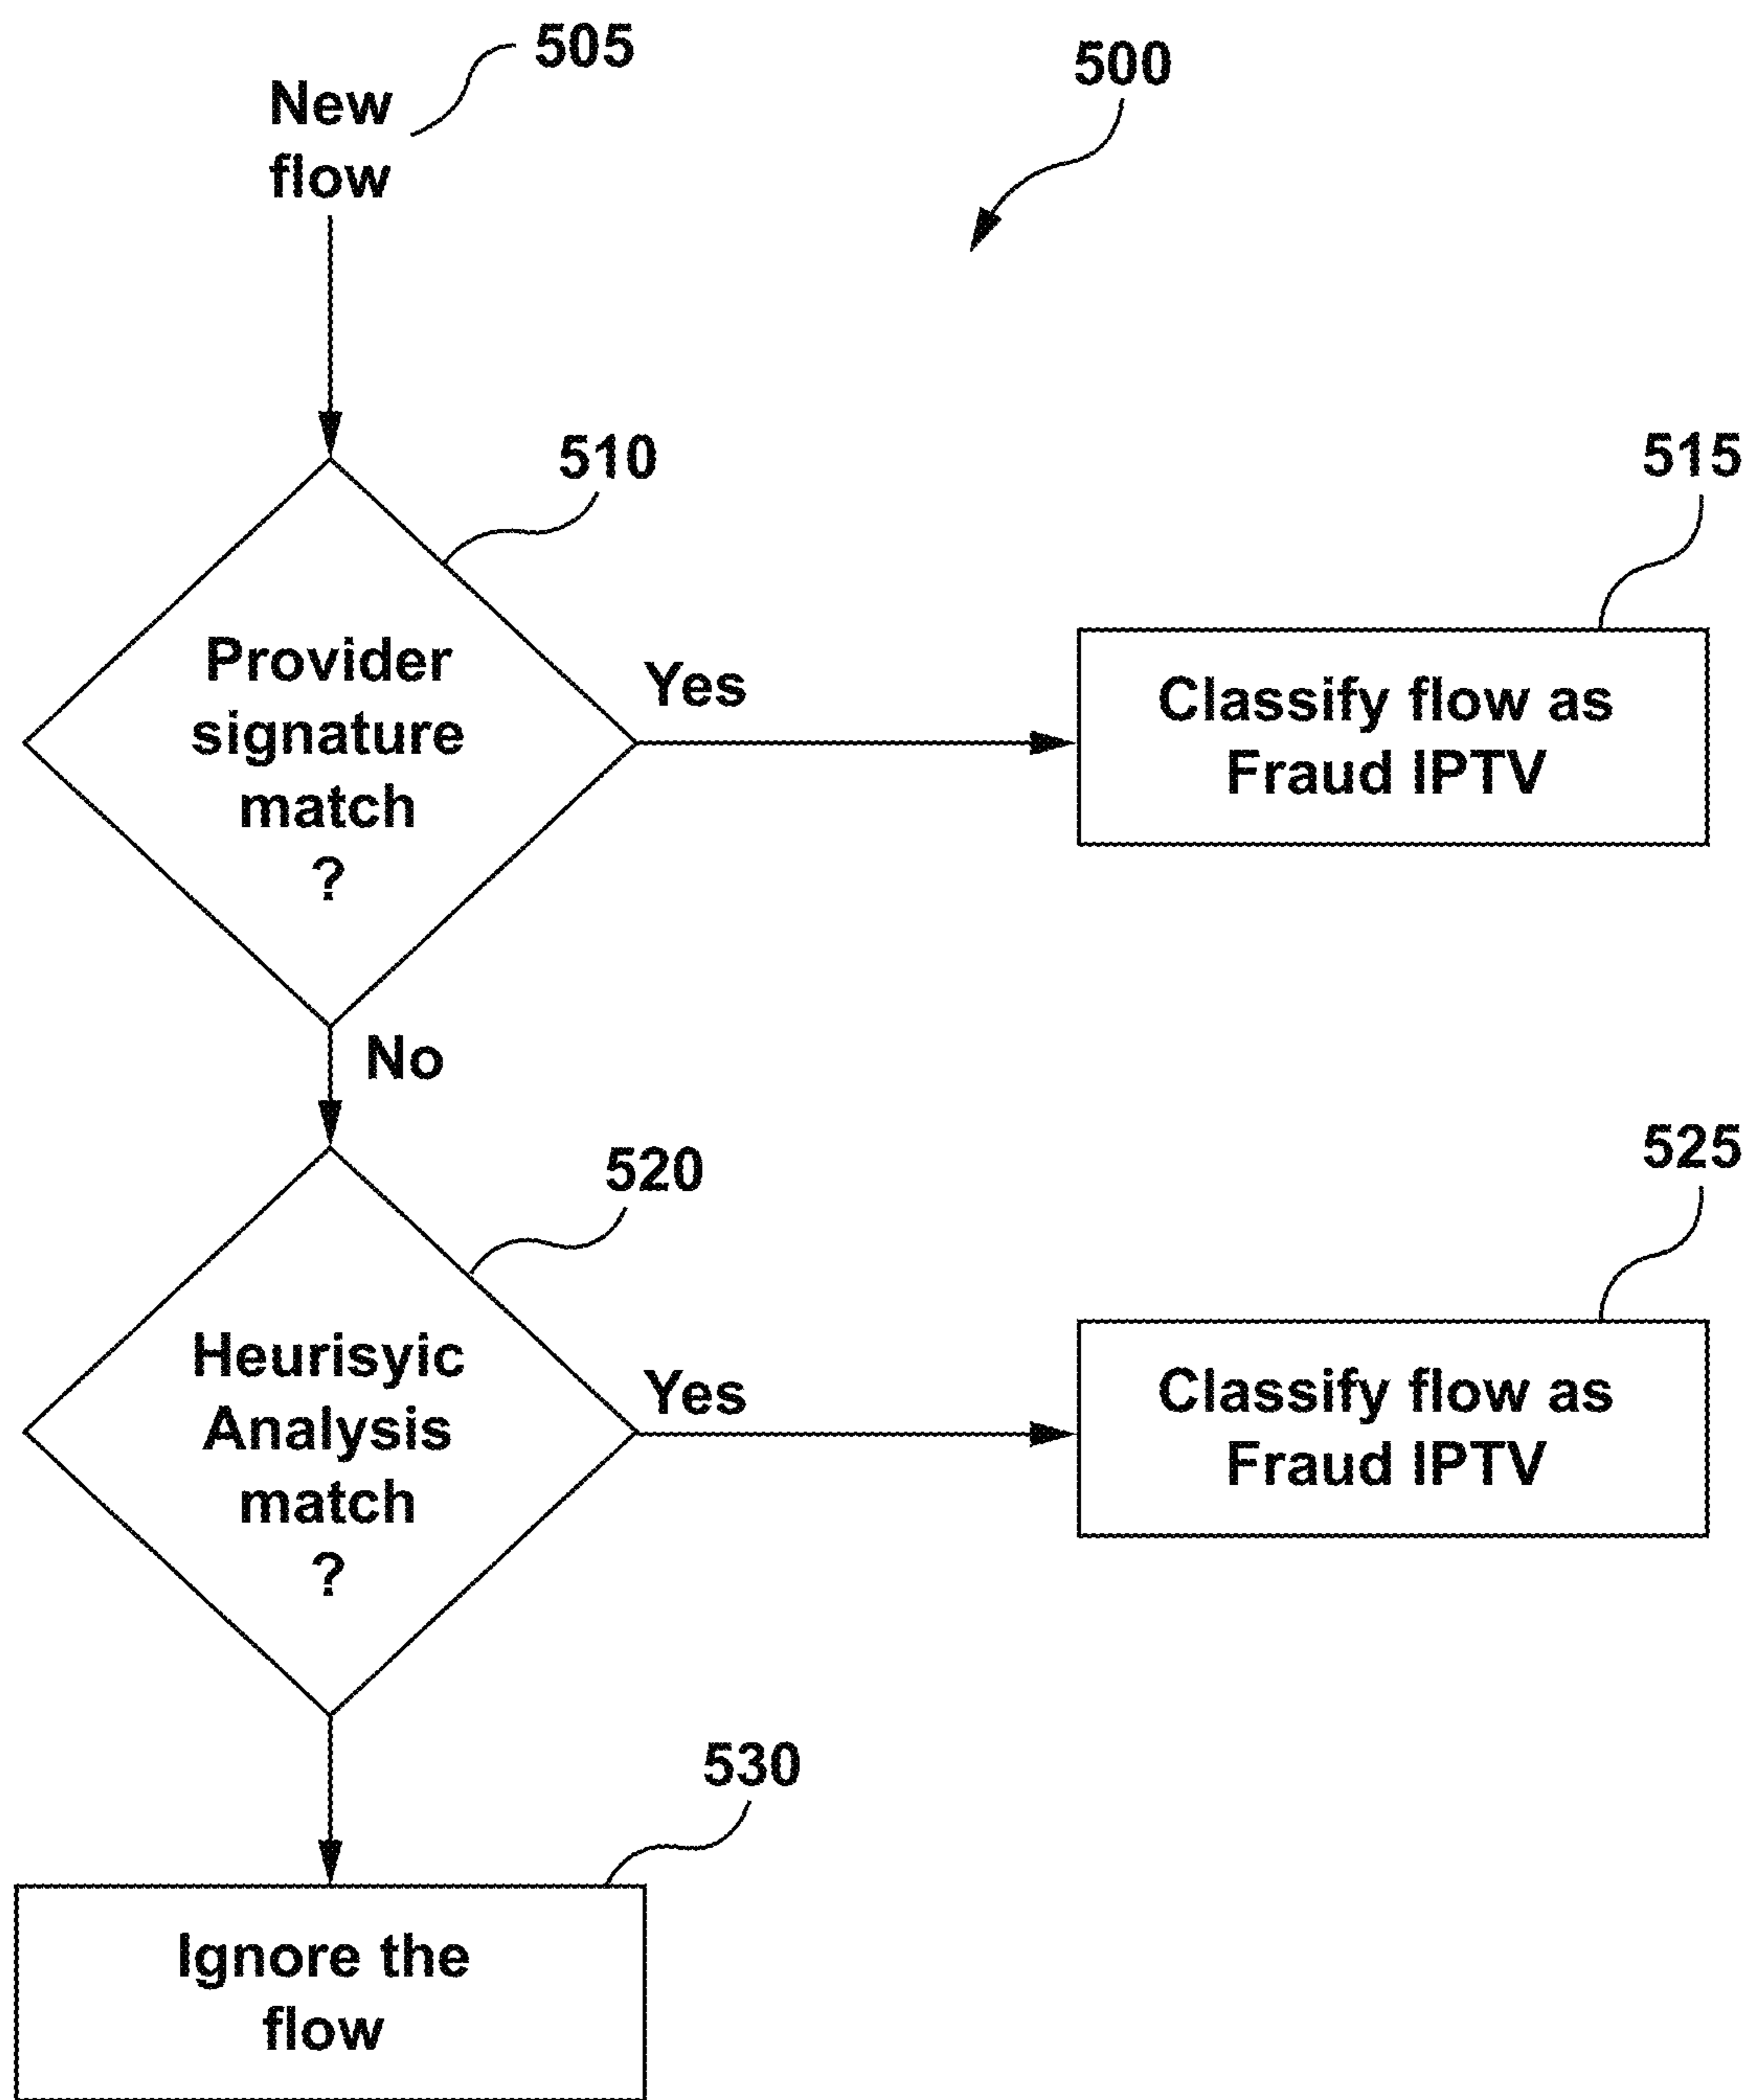 505
500
New
flow
510
515
Provider
signature
match
?
Yes
Classify flow as
Fraud IPTV
No
520
525
Heurisyic
Analysis
match
?
Yes
Classify flow as
Fraud IPTV
530
Ignore the
flow